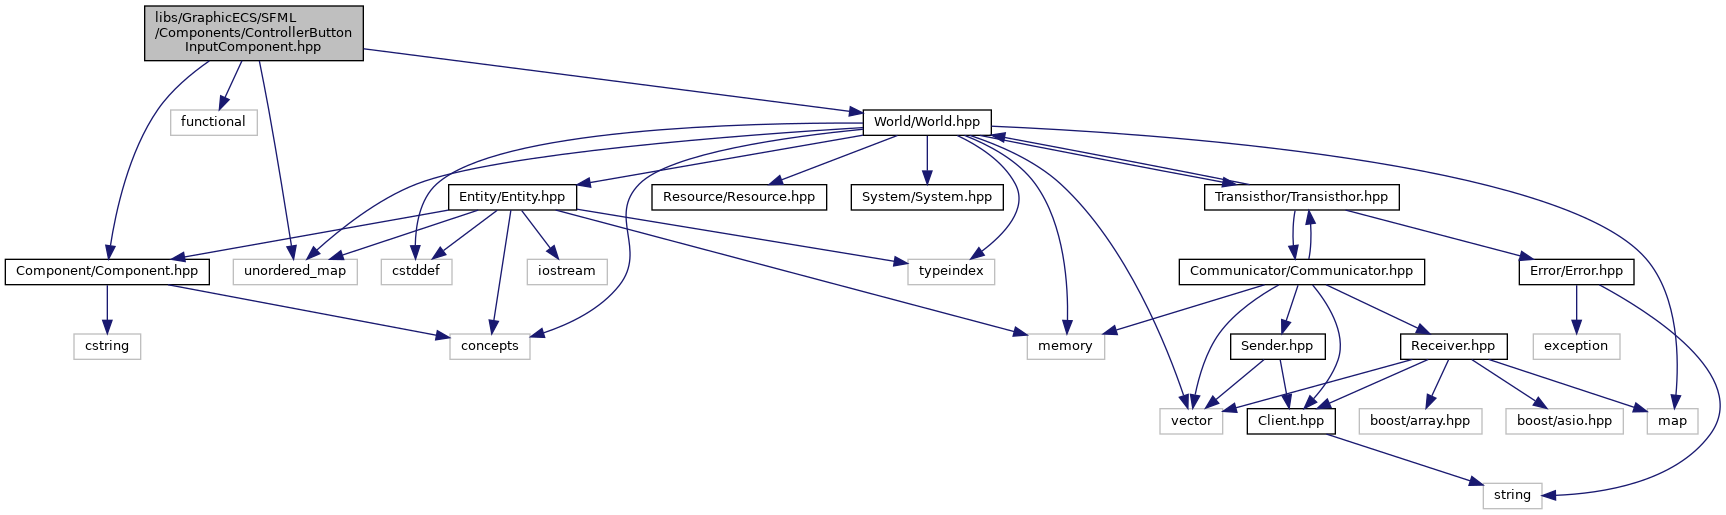 libs/GraphicECS/SFML
/Components/ControllerButton
InputComponent.hpp
functional
World/World.hpp
Entity/Entity.hpp
Resource/Resource.hpp
System/System.hpp
Transisthor/Transisthor.hpp
Component/Component.hpp
unordered_map
cstddef
iostream
typeindex
Communicator/Communicator.hpp
Error/Error.hpp
cstring
concepts
memory
Sender.hpp
Receiver.hpp
exception
vector
Client.hpp
boost/array.hpp
boost/asio.hpp
map
string